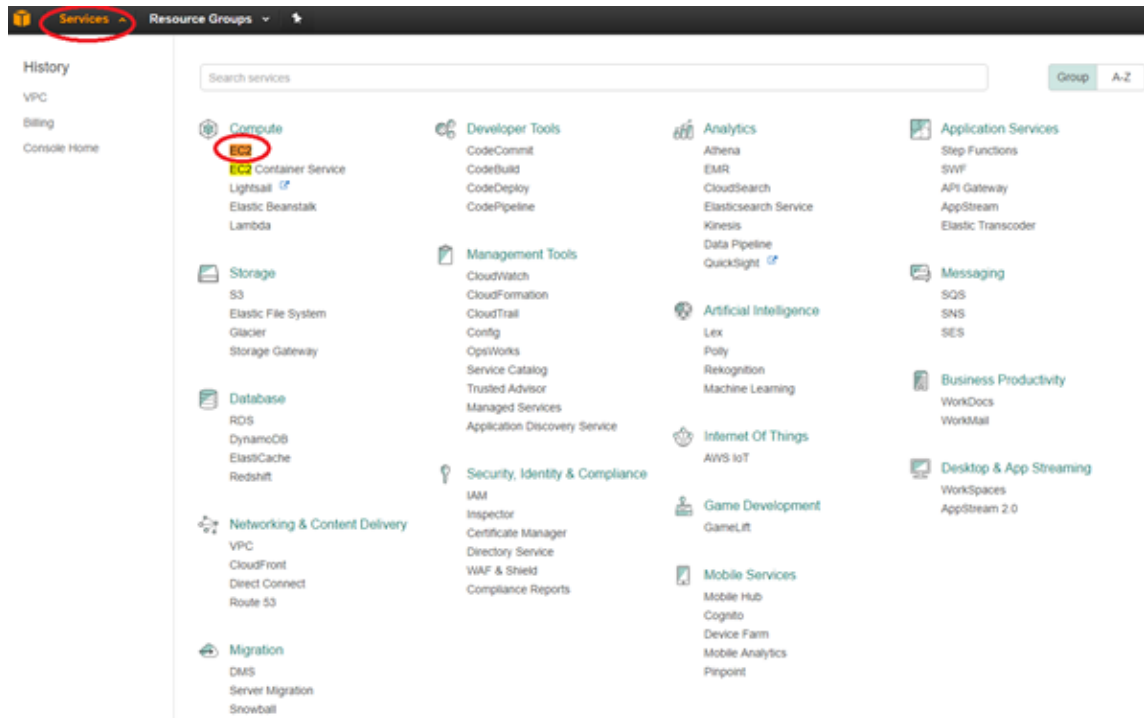 Services
Resource Groups
History
VPC
Billing
Console Home
Search services
Group A-Z
Compute
EC2
EC2 Container Service
Lightsail
Elastic Beanstalk
Lambda
Storage
S3
Elastic File System
Glacier
Storage Gateway
Database
RDS
DynamoDB
ElastiCache
Redshift
Networking & Content Delivery
VPC
CloudFront
Direct Connect
Route 53
Migration
DMS
Server Migration
Snowball
Developer Tools
CodeCommit
CodeBuild
CodeDeploy
CodePipeline
Management Tools
CloudWatch
CloudFormation
CloudTrail
Config
OpsWorks
Service Catalog
Trusted Advisor
Managed Services
Application Discovery Service
Security, Identity & Compliance
IAM
Inspector
Certificate Manager
Directory Service
WAF & Shield
Compliance Reports
Analytics
Athena
EMR
CloudSearch
Elasticsearch Service
Kinesis
Data Pipeline
QuickSight
Artificial Intelligence
Lex
Polly
Rekognition
Machine Learning
Internet Of Things
AWS IoT
Game Development
GameLift
Mobile Services
Mobile Hub
Cognito
Device Farm
Mobile Analytics
Pinpoint
Application Services
Step Functions
SWF
API Gateway
AppStream
Elastic Transcoder
Messaging
SQS
SNS
SES
Business Productivity
WorkDocs
WorkMail
Desktop & App Streaming
WorkSpaces
AppStream 2.0